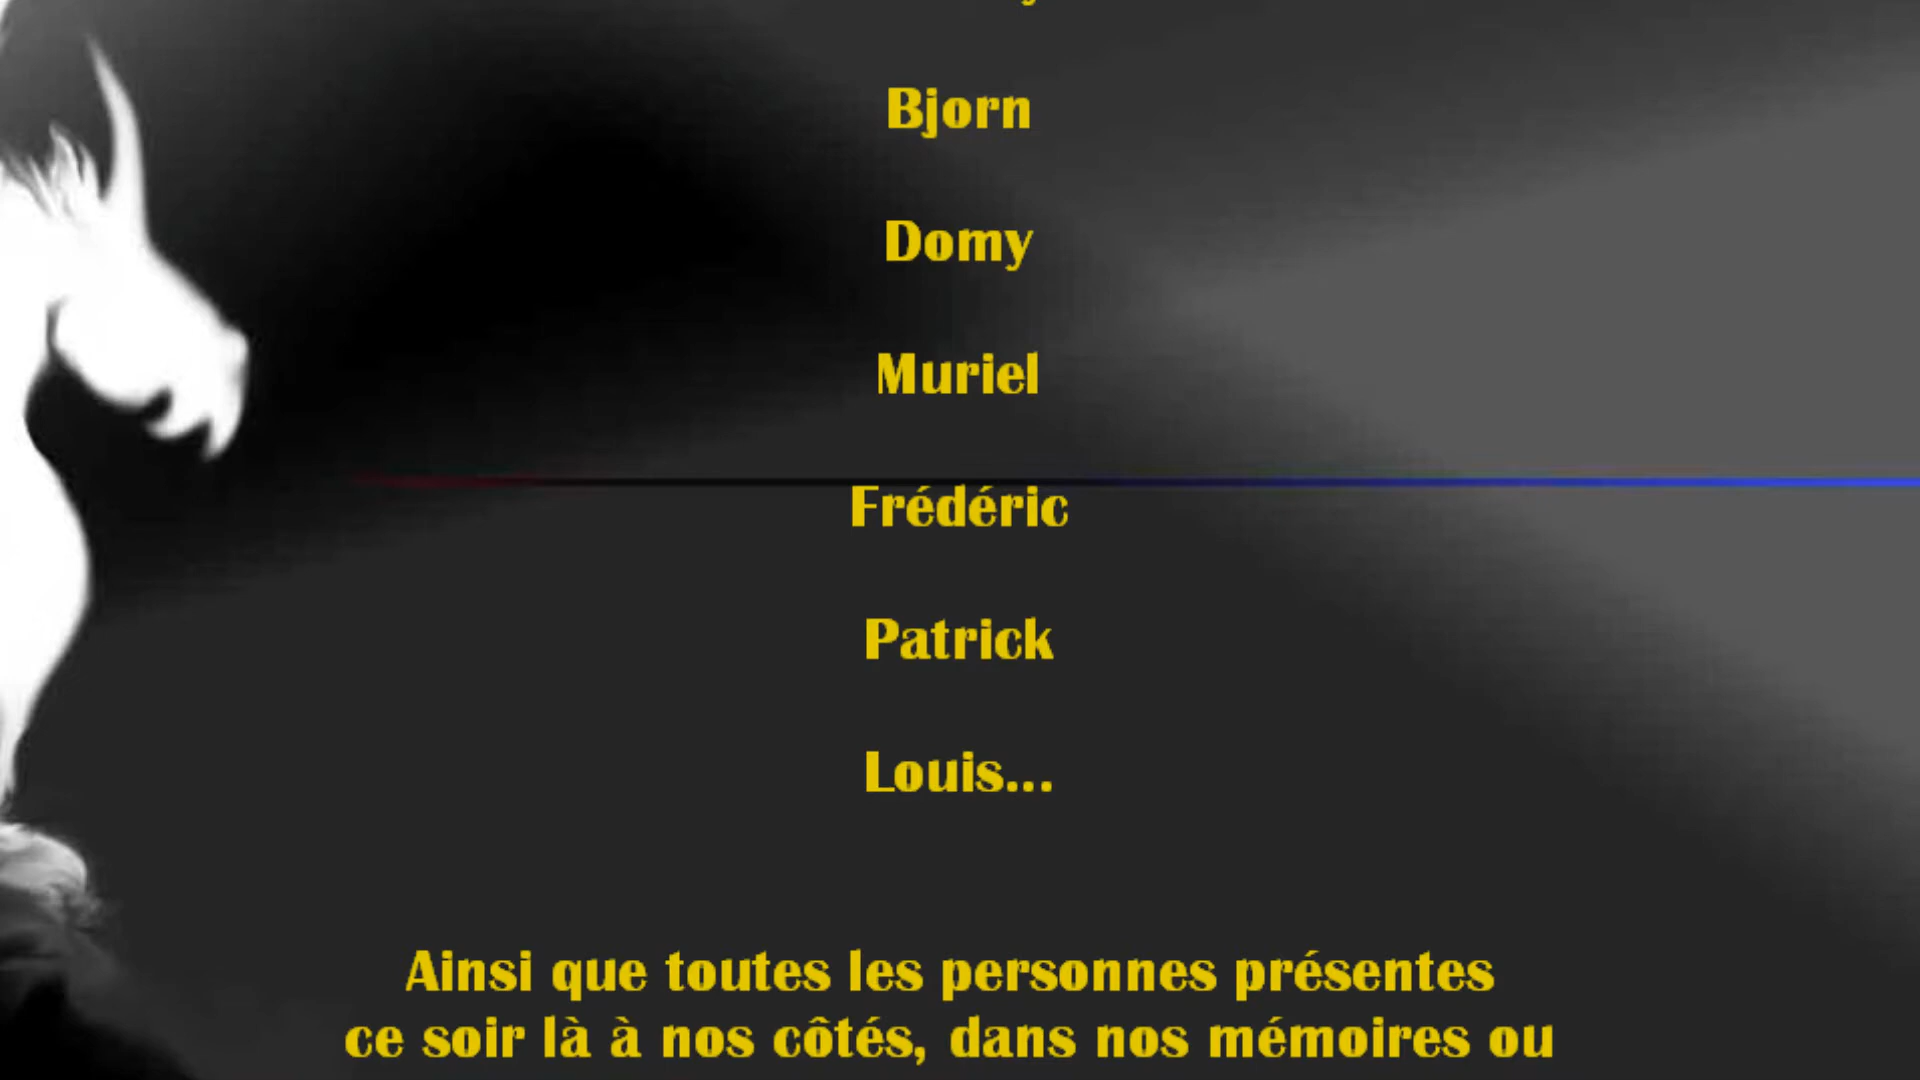 Bjorn
Domy
Muriel
Frédéric
Patrick
Louis...
Ainsi que toutes les personnes présentes
ce soir là à nos côtés, dans nos mémoires ou